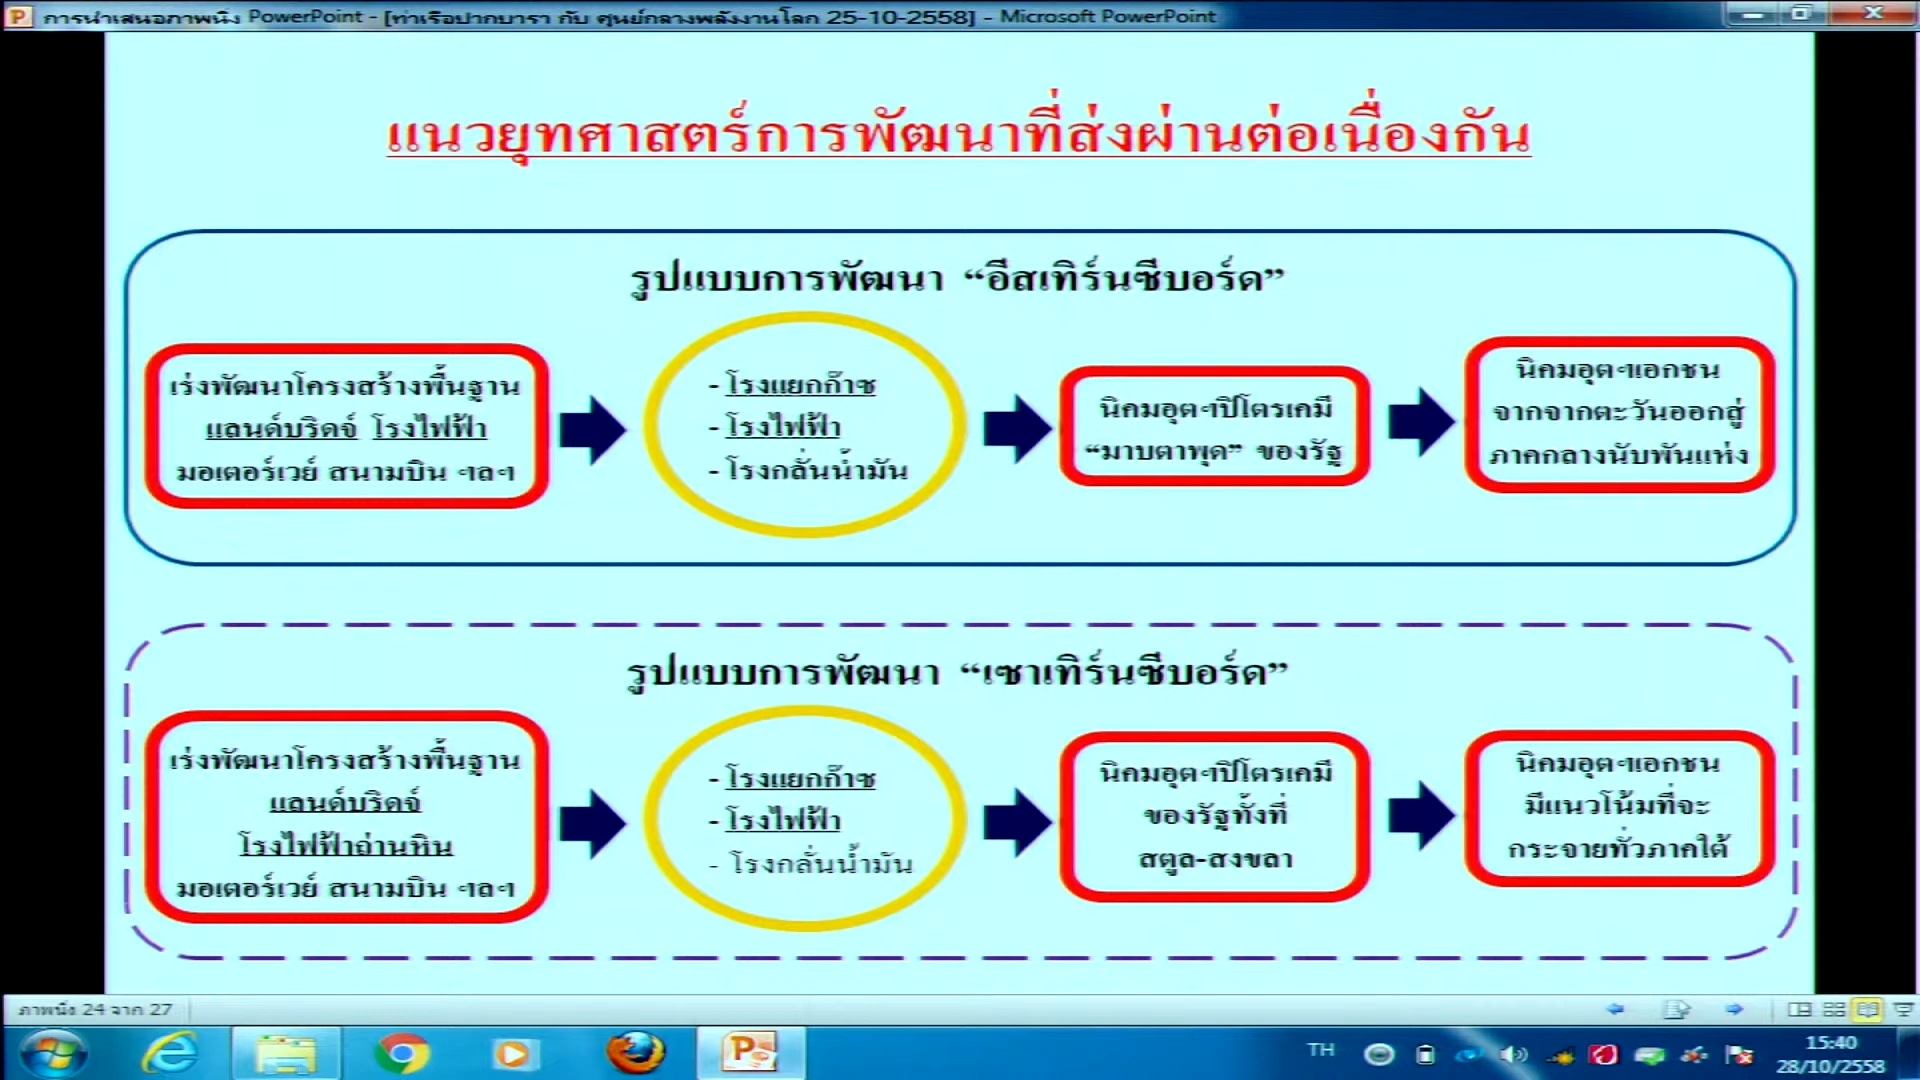 การนำเสนอภาพนิ่ง PowerPoint - [ท่าเรือปากบารา กับ ศูนย์กลางพลังงานโลก 25-10-2558] - Microsoft PowerPoint
แนวยุทศาสตร์การพัฒนาที่ส่งผ่านต่อเนื่องกัน
รูปแบบการพัฒนา “อีสเทิร์นซีบอร์ด”
เร่งพัฒนาโครงสร้างพื้นฐาน
แลนด์บริดจ์ โรงไฟฟ้า
มอเตอร์เวย์ สนามบิน ฯลฯ
- โรงแยกก๊าซ
- โรงไฟฟ้า
- โรงกลั่นน้ำมัน
นิคมอุตฯปิโตรเคมี
“มาบตาพุด” ของรัฐ
นิคมอุตฯเอกชน
จากจากตะวันออกสู่
ภาคกลางนับพันแห่ง
รูปแบบการพัฒนา “เซาเทิร์นซีบอร์ด”
เร่งพัฒนาโครงสร้างพื้นฐาน
แลนด์บริดจ์
โรงไฟฟ้าถ่านหิน
มอเตอร์เวย์ สนามบิน ฯลฯ
- โรงแยกก๊าซ
- โรงไฟฟ้า
- โรงกลั่นน้ำมัน
นิคมอุตฯปิโตรเคมี
ของรัฐทั้งที่
สตูล-สงขลา
นิคมอุตฯเอกชน
มีแนวโน้มที่จะ
กระจายทั่วภาคใต้
ภาพนิ่ง 24 จาก 27
TH
15:40
28/10/2558